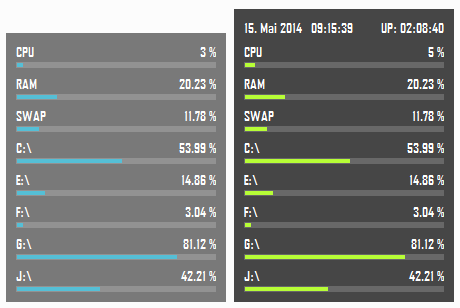 CPU 3 %
RAM 20.23 %
SWAP 11.78 %
C:\ 53.99 %
E:\ 14.86 %
F:\ 3.04 %
G:\ 81.12 %
J:\ 42.21 %
15. Mai 2014 09:15:39 UP: 02:08:40
CPU 5 %
RAM 20.23 %
SWAP 11.78 %
C:\ 53.99 %
E:\ 14.86 %
F:\ 3.04 %
G:\ 81.12 %
J:\ 42.21 %